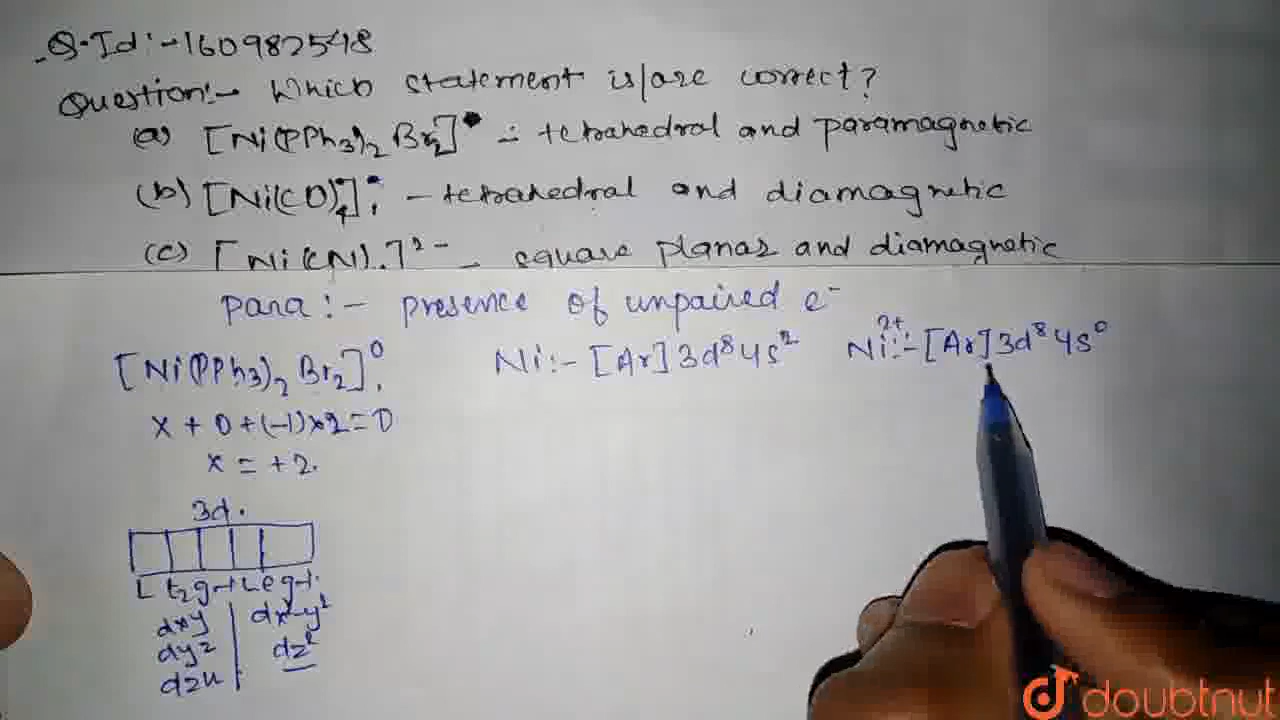 Q.Id:-160982548
Question:- Which statement is/are correct?
(a) [Ni(PPh3)2 Br2] :- tetrahedral and paramagnetic
(b) [Ni(CO)4] - tetrahedral and diamagnetic
(c) [Ni(CN)4]2- - square planar and diamagnetic
Para:- presence of unpaired e-
[Ni(PPh3)2 Br2]0 Ni:- [Ar]3d8 4s2 Ni2+:- [Ar]3d8 4s0
x + 0 + (-1)x2 = 0
x = +2.
3d.
t2g eg
dxy dx2-y2
dyz dz2
dzx
doubtnut